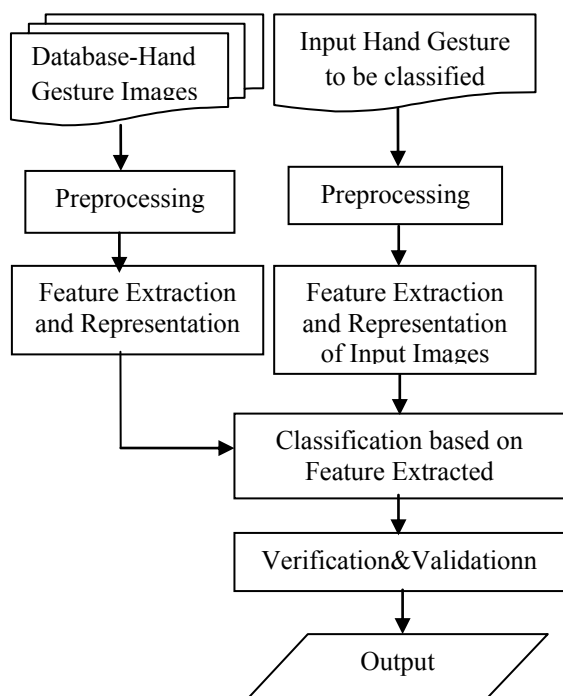 Database-Hand
Gesture Images
Input Hand Gesture
to be classified
Preprocessing
Preprocessing
Feature Extraction
and Representation
Feature Extraction
and Representation
of Input Images
Classification based on
Feature Extracted
Verification&Validationn
Output